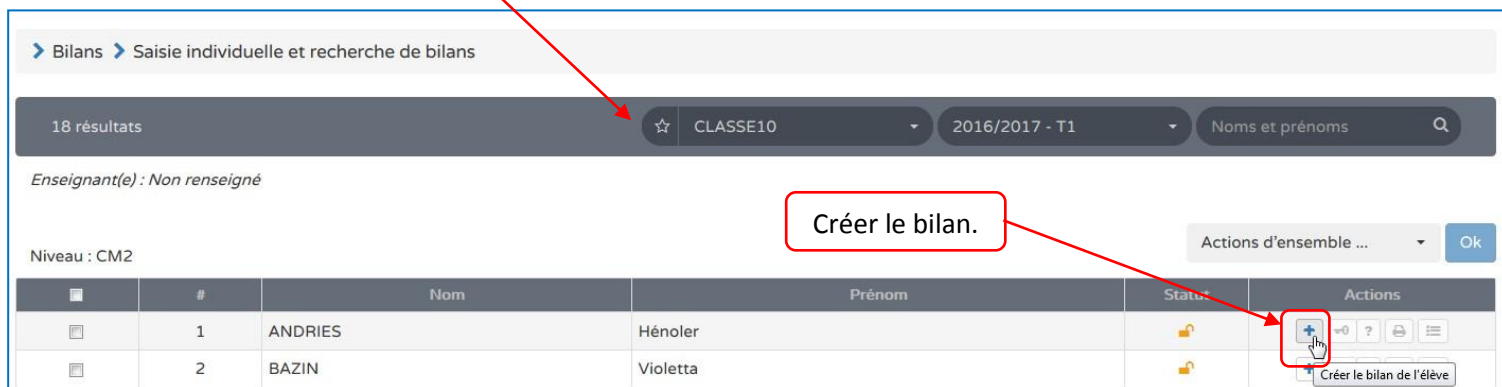 Bilans Saisie individuelle et recherche de bilans
18 résultats CLASSE10 2016/2017 - T1 Noms et prénoms
Enseignant(e) : Non renseigné
Créer le bilan.
Actions d'ensemble ... Ok
Niveau : CM2
# Nom Prénom Statut Actions
1 ANDRIES Hénoler ?
2 BAZIN Violetta
Créer le bilan de l'élève